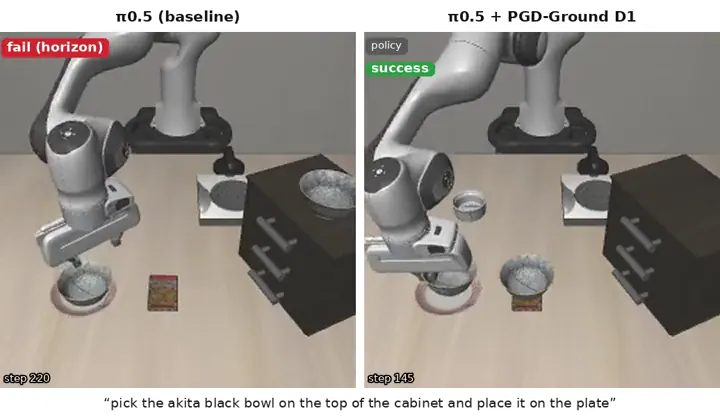 π0.5 (baseline)
π0.5 + PGD-Ground D1
fail (horizon)
policy
success
step 220
step 145
“pick the akita black bowl on the top of the cabinet and place it on the plate”